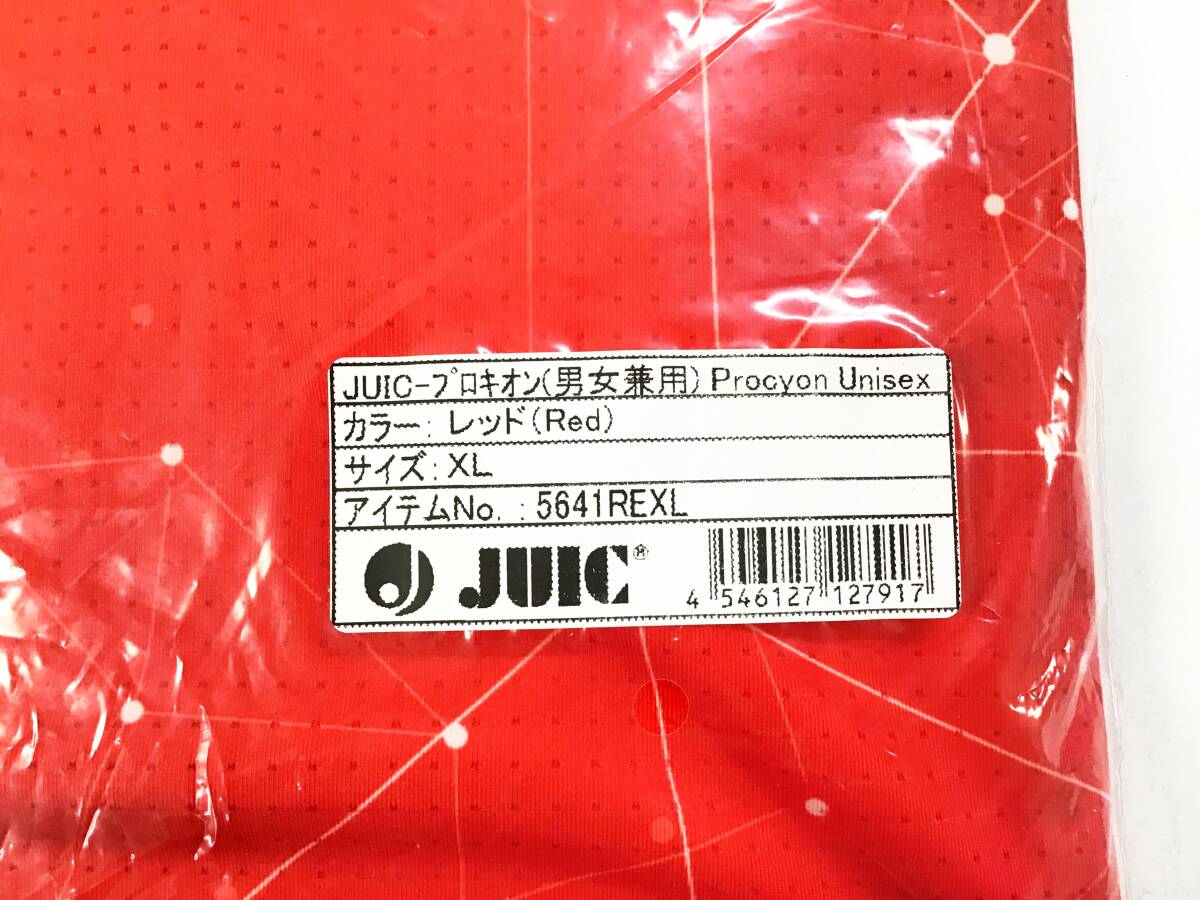 JUIC-ﾌﾟﾛｷオン(男女兼用) Procyon Unisex
カラー: レッド(Red)
サイズ: XL
アイテムNo. : 5641REXL
JUIC®
4 546127 127917